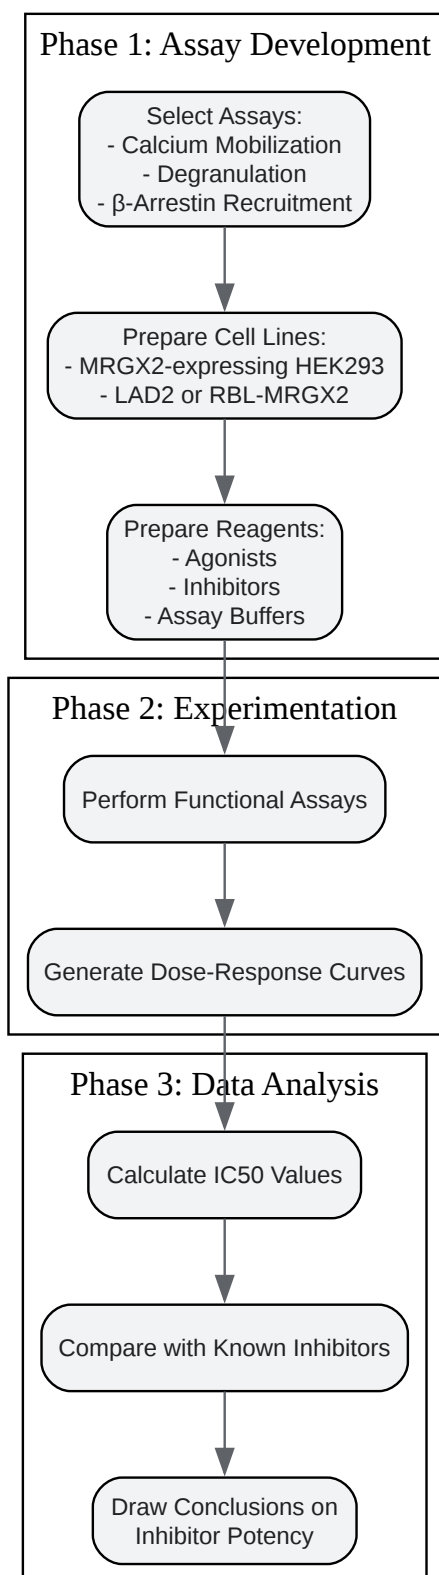 Phase 1: Assay Development
Select Assays:
- Calcium Mobilization
- Degranulation
- β-Arrestin Recruitment
Prepare Cell Lines:
- MRGX2-expressing HEK293
- LAD2 or RBL-MRGX2
Prepare Reagents:
- Agonists
- Inhibitors
- Assay Buffers
Phase 2: Experimentation
Perform Functional Assays
Generate Dose-Response Curves
Phase 3: Data Analysis
Calculate IC50 Values
Compare with Known Inhibitors
Draw Conclusions on
Inhibitor Potency